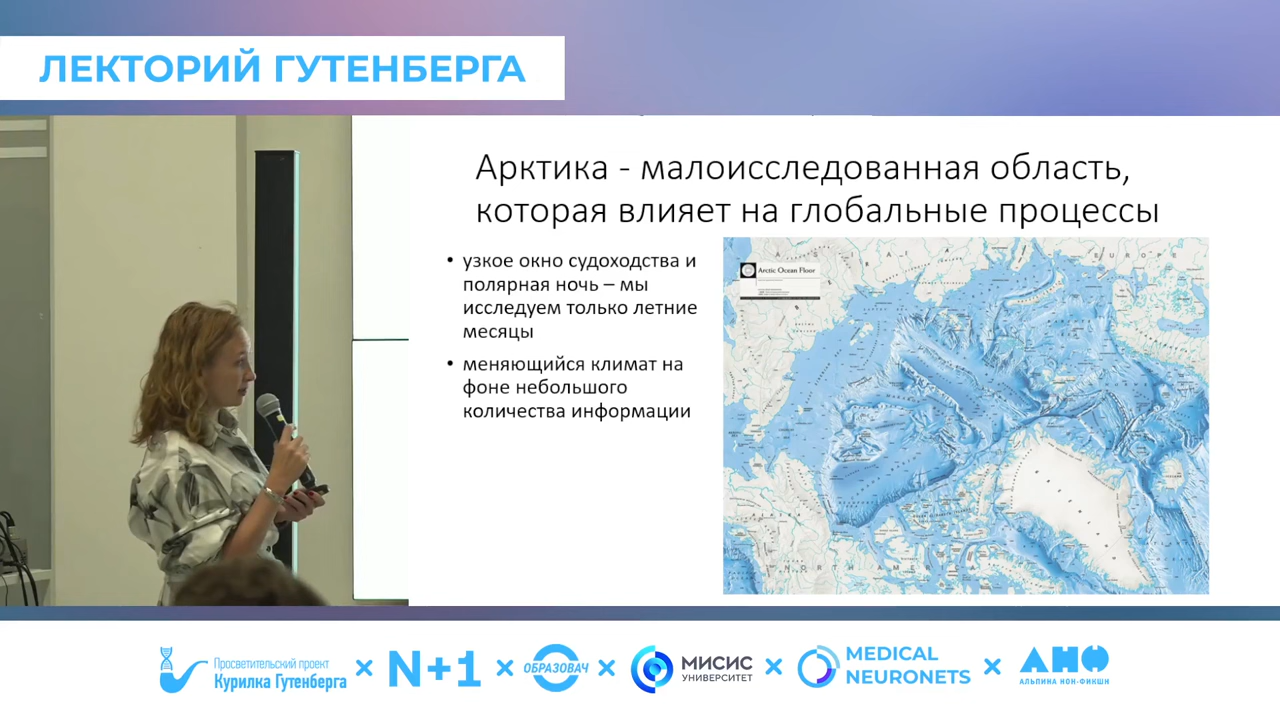 ЛЕКТОРИЙ ГУТЕНБЕРГА
Арктика - малоисследованная область,
которая влияет на глобальные процессы
• узкое окно судоходства и
полярная ночь – мы
исследуем только летние
месяцы
• меняющийся климат на
фоне небольшого
количества информации
Arctic Ocean Floor
EUROPE
NORTH AMERICA
Просветительский проект
Курилка Гутенберга
×
N+1
×
ОБРАЗОВАЧ
×
МИСИС
УНИВЕРСИТЕТ
×
MEDICAL
NEURONETS
×
АНФ
АЛЬПИНА НОН-ФИКШН